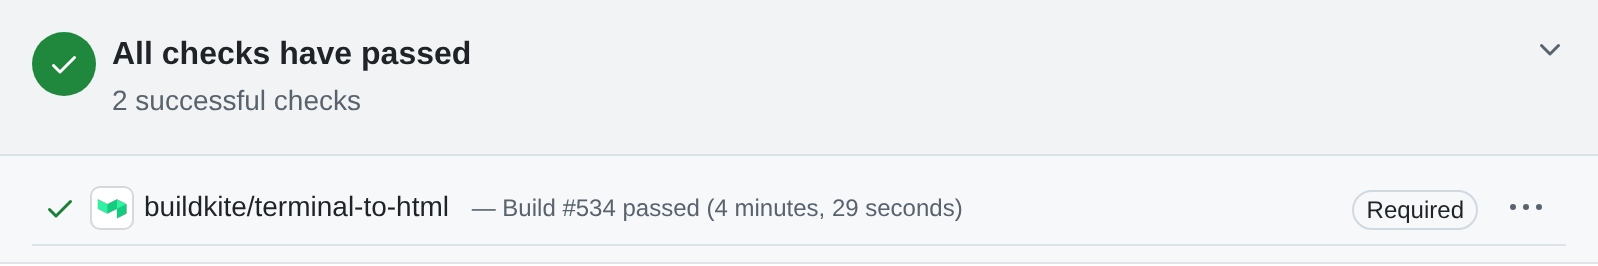 All checks have passed
2 successful checks
buildkite/terminal-to-html — Build #534 passed (4 minutes, 29 seconds) Required